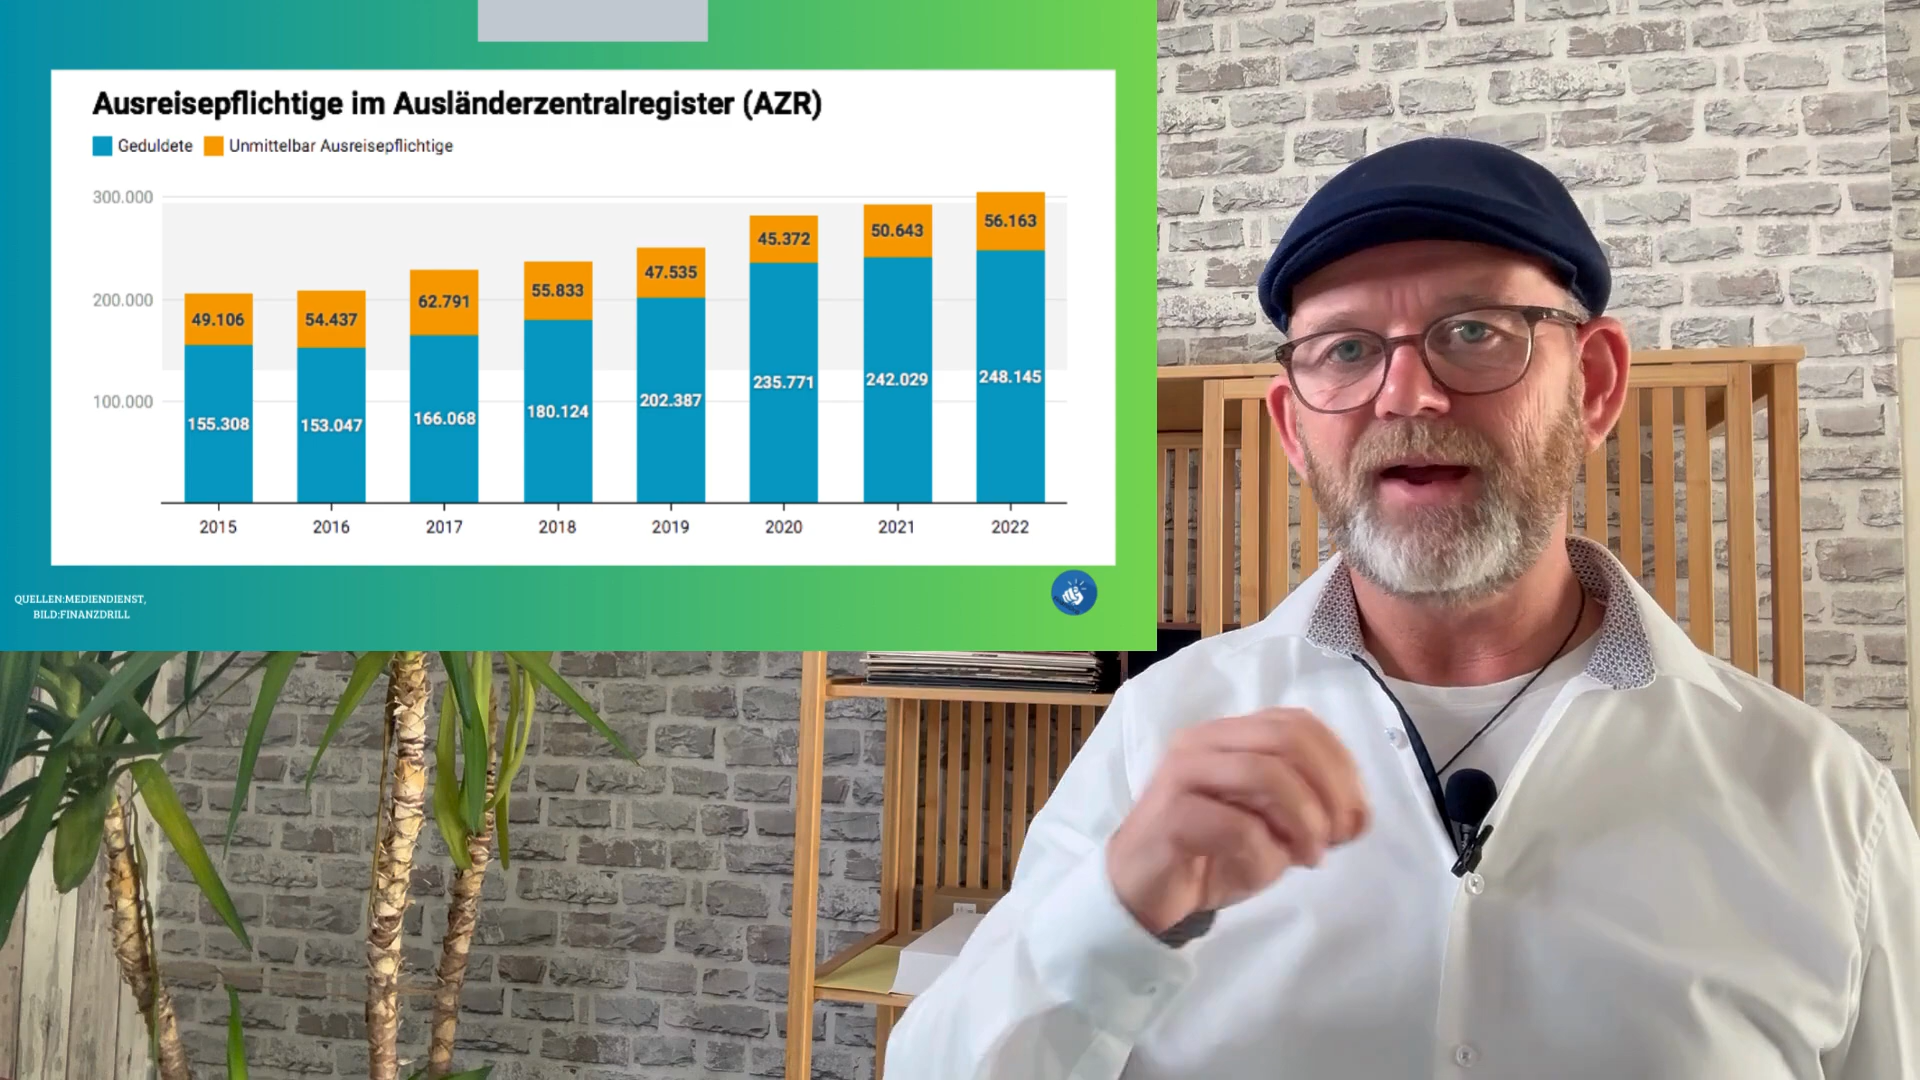 Ausreisepflichtige im Ausländerzentralregister (AZR)
Geduldete Unmittelbar Ausreisepflichtige
300.000
200.000
100.000
49.106 54.437 62.791 55.833 47.535 45.372 50.643 56.163
155.308 153.047 166.068 180.124 202.387 235.771 242.029 248.145
2015 2016 2017 2018 2019 2020 2021 2022
QUELLEN:MEDIENDIENST,
BILD:FINANZDRILL